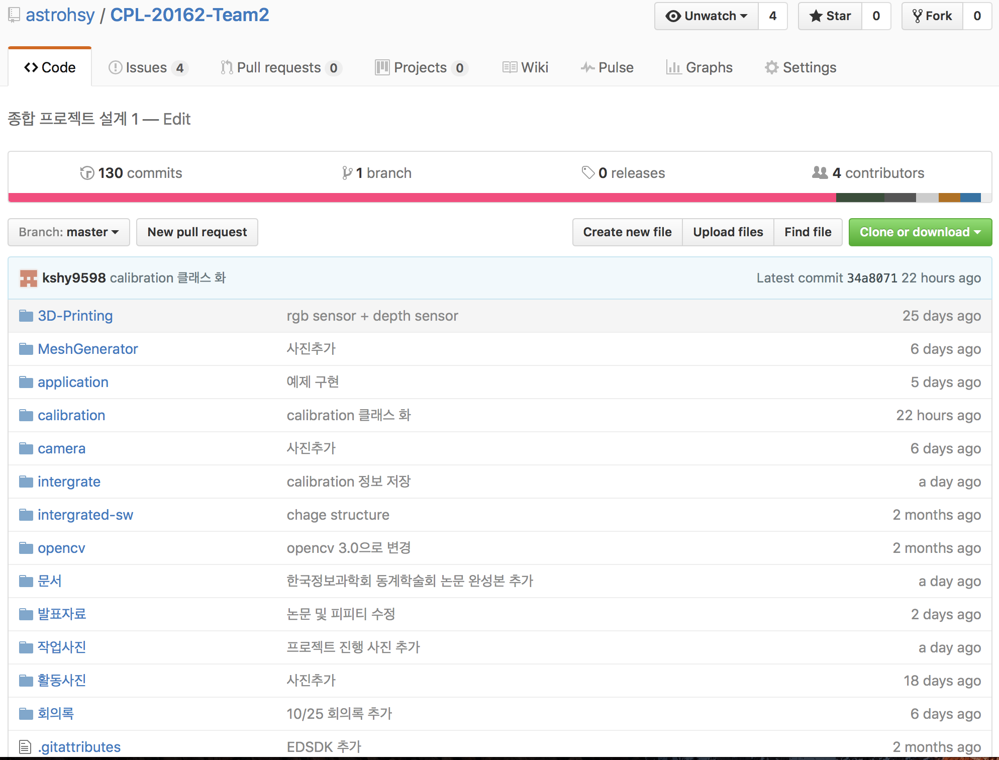 astrohsy / CPL-20162-Team2 Unwatch 4 Star 0 Fork 0
Code Issues 4 Pull requests 0 Projects 0 Wiki Pulse Graphs Settings
종합 프로젝트 설계 1 — Edit
130 commits 1 branch 0 releases 4 contributors
Branch: master New pull request Create new file Upload files Find file Clone or download
kshy9598 calibration 클래스 화 Latest commit 34a8071 22 hours ago
3D-Printing rgb sensor + depth sensor 25 days ago
MeshGenerator 사진추가 6 days ago
application 예제 구현 5 days ago
calibration calibration 클래스 화 22 hours ago
camera 사진추가 6 days ago
intergrate calibration 정보 저장 a day ago
intergrated-sw chage structure 2 months ago
opencv opencv 3.0으로 변경 2 months ago
문서 한국정보과학회 동계학술회 논문 완성본 추가 a day ago
발표자료 논문 및 피피티 수정 2 days ago
작업사진 프로젝트 진행 사진 추가 a day ago
활동사진 사진추가 18 days ago
회의록 10/25 회의록 추가 6 days ago
.gitattributes EDSDK 추가 2 months ago